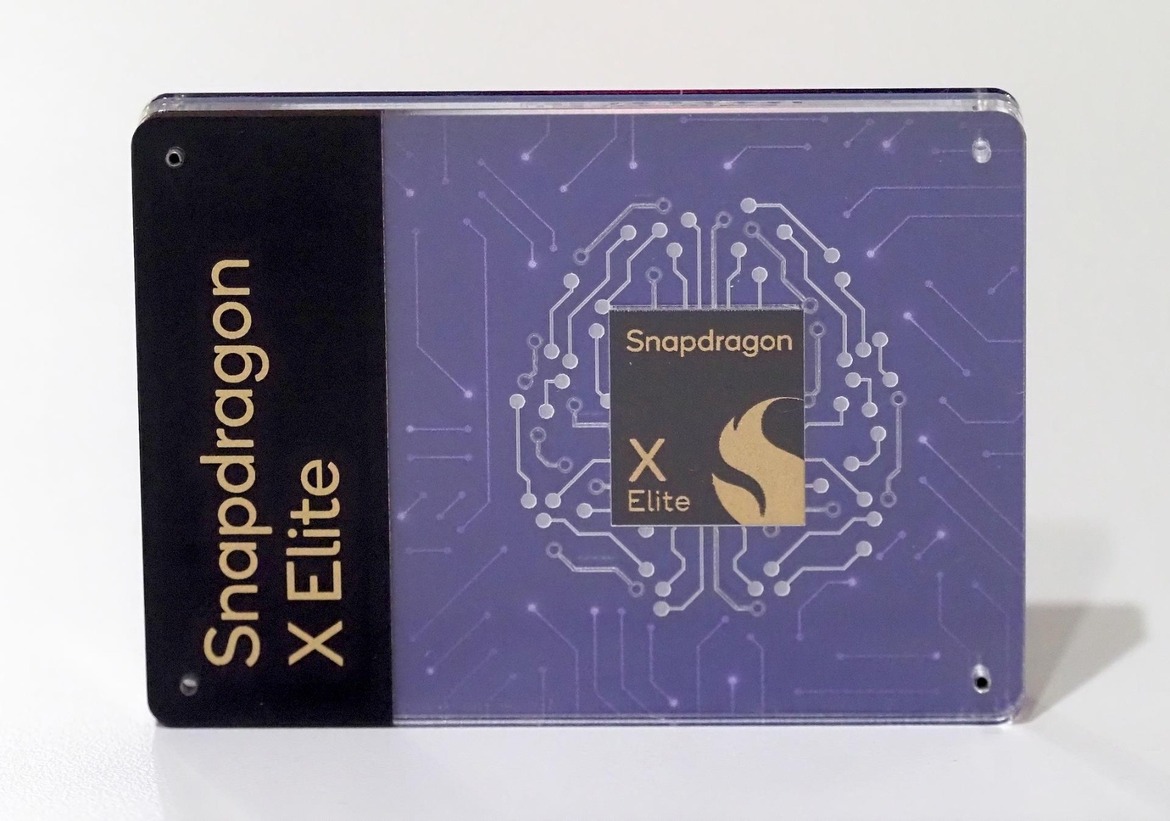 Snapdragon
X Elite
Snapdragon
X
Elite